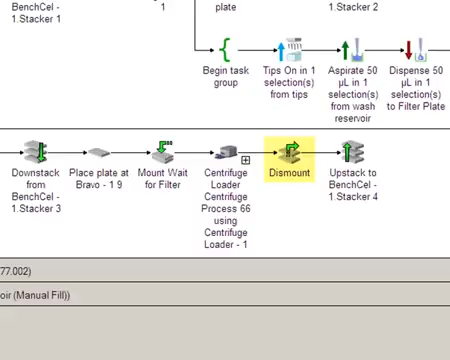 BenchCel -
1.Stacker 1
1
plate
1.Stacker 2
Begin task
group
Tips On in 1
selection(s)
from tips
Aspirate 50
µL in 1
selection(s)
from wash
reservoir
Dispense 50
µL in 1
selection(s)
to Filter Plate
Downstack
from
BenchCel -
1.Stacker 3
Place plate at
Bravo - 1 9
Mount Wait
for Filter
Centrifuge
Loader
Centrifuge
Process 66
using
Centrifuge
Loader - 1
Dismount
Upstack to
BenchCel -
1.Stacker 4
77.002)
oir (Manual Fill))